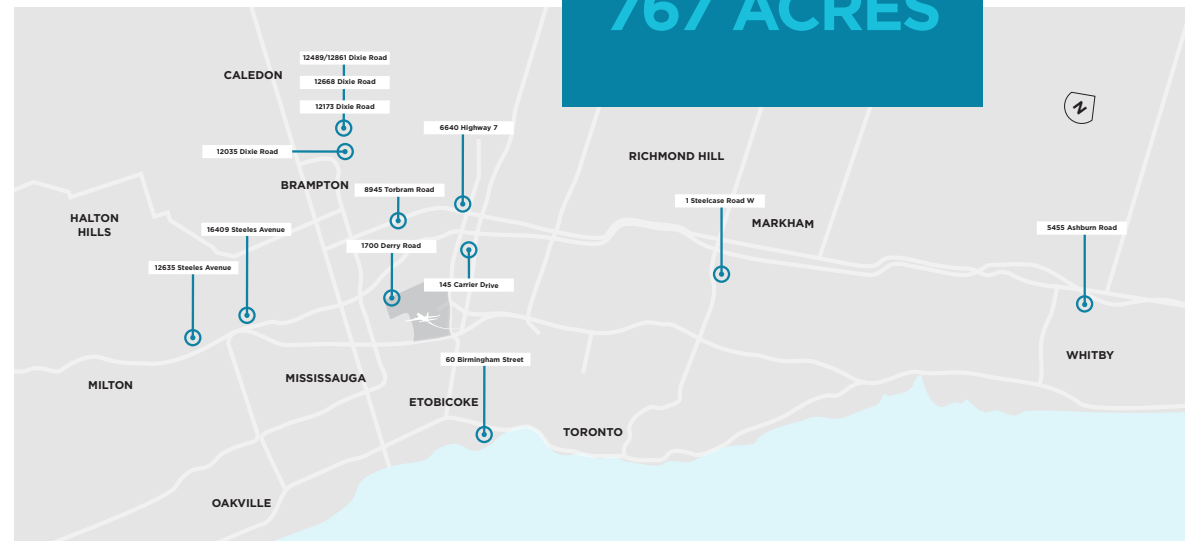 767 ACRES
12489/12861 Dixie Road
CALEDON
12668 Dixie Road
12173 Dixie Road
N
6640 Highway 7
12035 Dixie Road
RICHMOND HILL
BRAMPTON
8945 Torbram Road
1 Steelcase Road W
HALTON
HILLS
MARKHAM
16409 Steeles Avenue
5455 Ashburn Road
1700 Derry Road
12635 Steeles Avenue
145 Carrier Drive
60 Birmingham Street
WHITBY
MISSISSAUGA
MILTON
ETOBICOKE
TORONTO
OAKVILLE